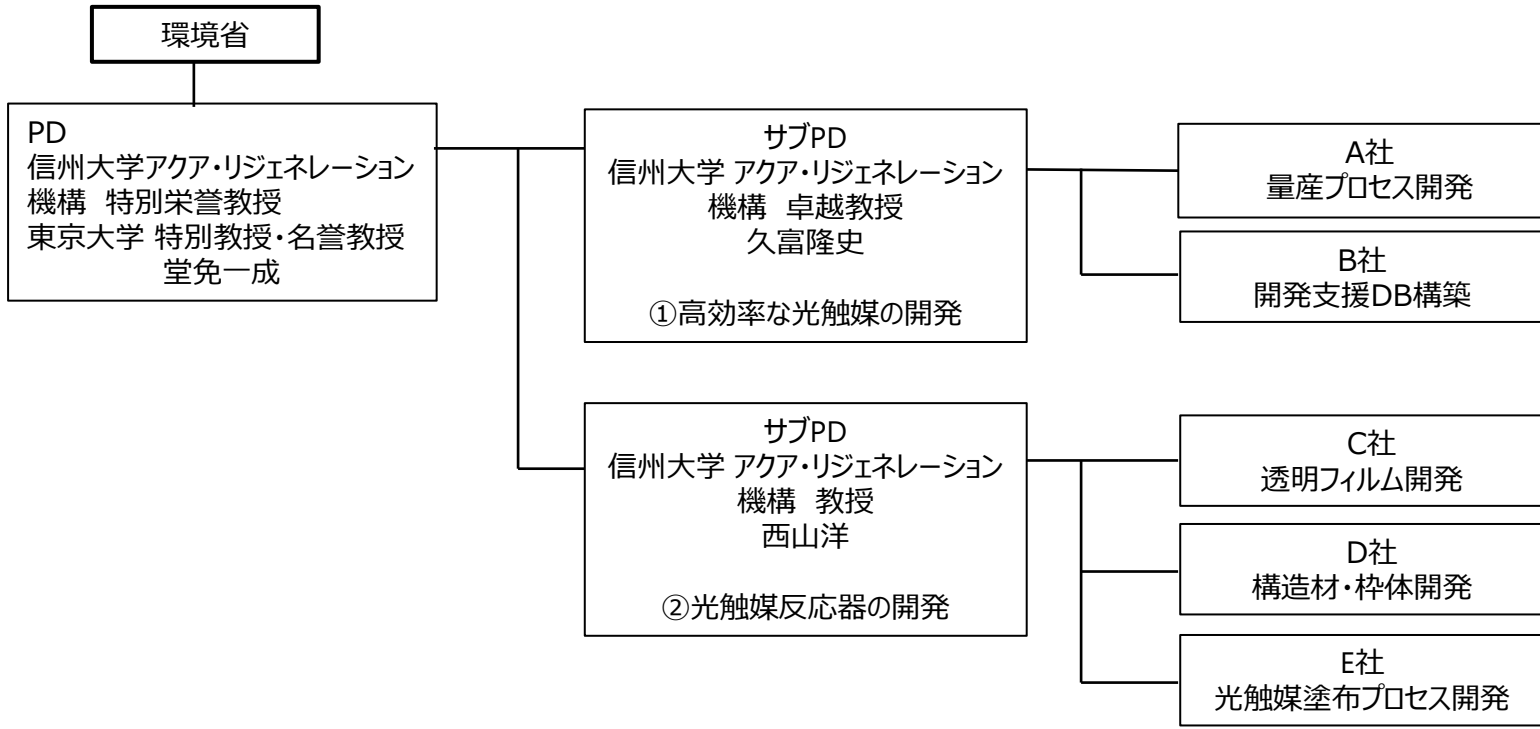 環境省
PD
信州大学アクア・リジェネレーション
機構 特別栄誉教授
東京大学 特別教授・名誉教授
堂免一成
サブPD
信州大学 アクア・リジェネレーション
機構 卓越教授
久富隆史
①高効率な光触媒の開発
A社
量産プロセス開発
B社
開発支援DB構築
サブPD
信州大学 アクア・リジェネレーション
機構 教授
西山洋
②光触媒反応器の開発
C社
透明フィルム開発
D社
構造材・枠体開発
E社
光触媒塗布プロセス開発